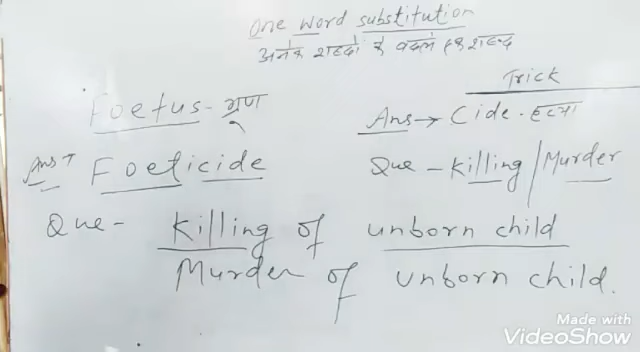 One word substitution
अनेक शब्दों के बदले एक शब्द
Trick
Foetus - भ्रूण
Ans → Cide - हत्या
Ans → Foeticide
Que - Killing / Murder
Que - Killing of unborn child
Murder of unborn child.
Made with
VideoShow